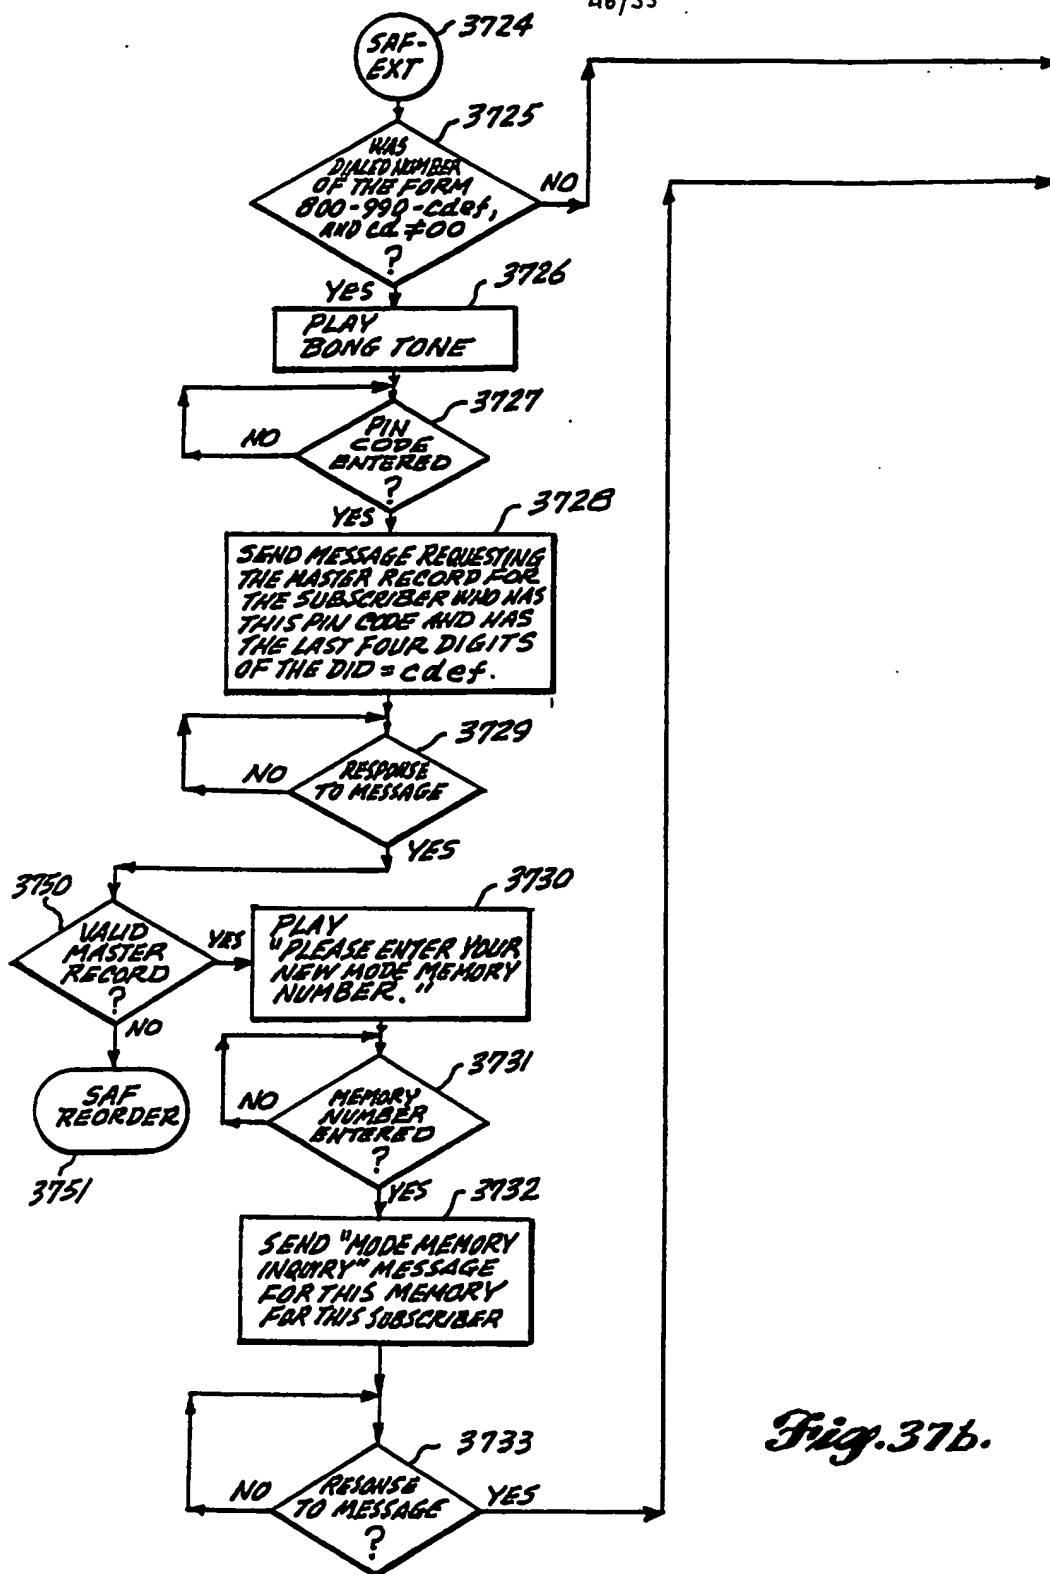 46/55
SAF-
EXT
3724
3725
WAS
DIALED NUMBER
OF THE FORM
800-990-cdef,
AND cd ≠00
?
NO
YES
3726
PLAY
BONG TONE
3727
PIN
CODE
ENTERED
?
NO
YES
3728
SEND MESSAGE REQUESTING
THE MASTER RECORD FOR
THE SUBSCRIBER WHO HAS
THIS PIN CODE AND HAS
THE LAST FOUR DIGITS
OF THE DID = cdef.
3729
RESPONSE
TO MESSAGE
NO
YES
3750
VALID
MASTER
RECORD
?
YES
NO
3730
PLAY
"PLEASE ENTER YOUR
NEW MODE MEMORY
NUMBER."
SAF
REORDER
3751
3731
MEMORY
NUMBER
ENTERED
?
NO
YES
3732
SEND "MODE MEMORY
INQUIRY" MESSAGE
FOR THIS MEMORY
FOR THIS SUBSCRIBER
3733
RESONSE
TO MESSAGE
?
NO
YES
Fig. 37b.